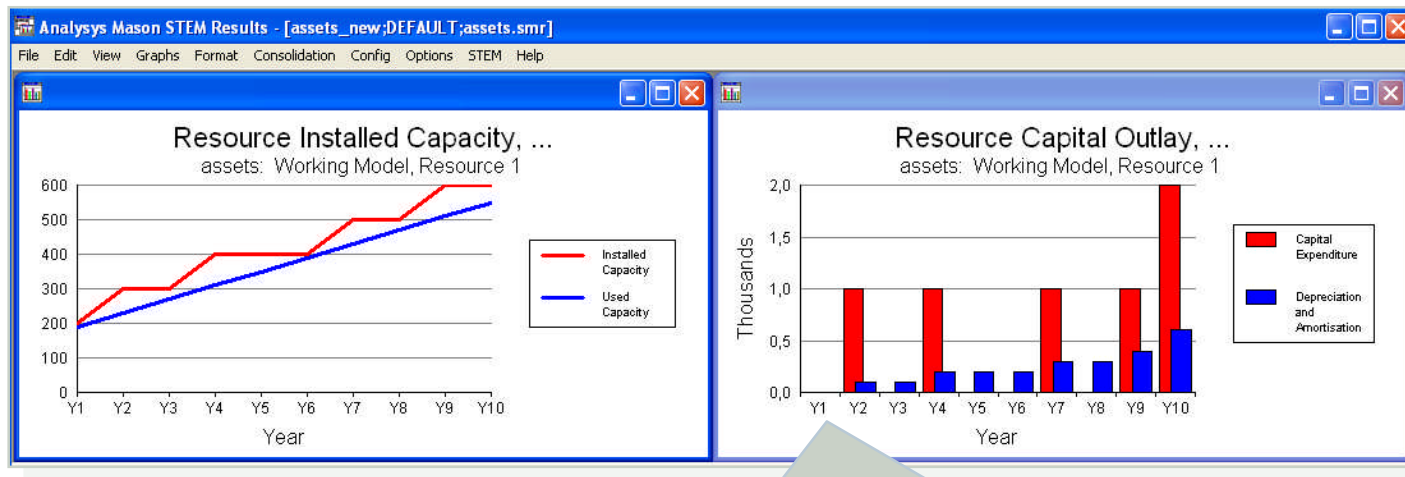 Analysys Mason STEM Results - [assets_new;DEFAULT;assets.smr]
File Edit View Graphs Format Consolidation Config Options STEM Help
Resource Installed Capacity, ...
assets: Working Model, Resource 1
600
500
400
300
200
100
0
Y1 Y2 Y3 Y4 Y5 Y6 Y7 Y8 Y9 Y10
Year
Installed
Capacity
Used
Capacity
Resource Capital Outlay, ...
assets: Working Model, Resource 1
Thousands
2,0
1,5
1,0
0,5
0,0
Y1 Y2 Y3 Y4 Y5 Y6 Y7 Y8 Y9 Y10
Year
Capital
Expenditure
Depreciation
and
Amortisation